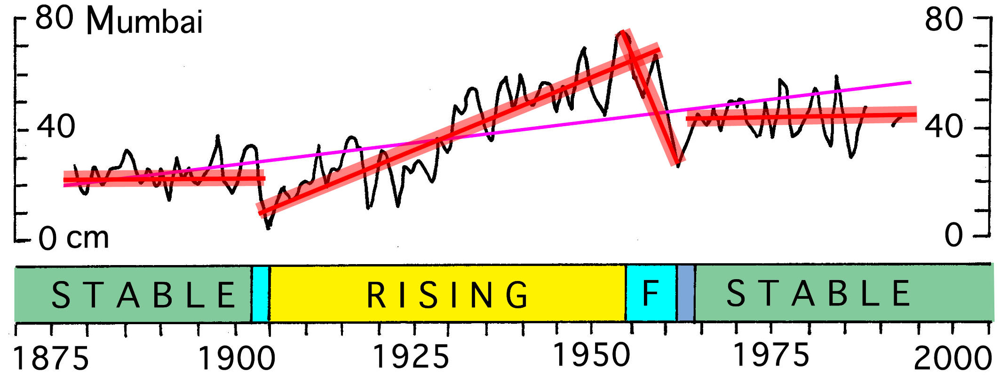 80 Mumbai 80
40 40
0 cm 0
STABLE RISING F STABLE
1875 1900 1925 1950 1975 2000